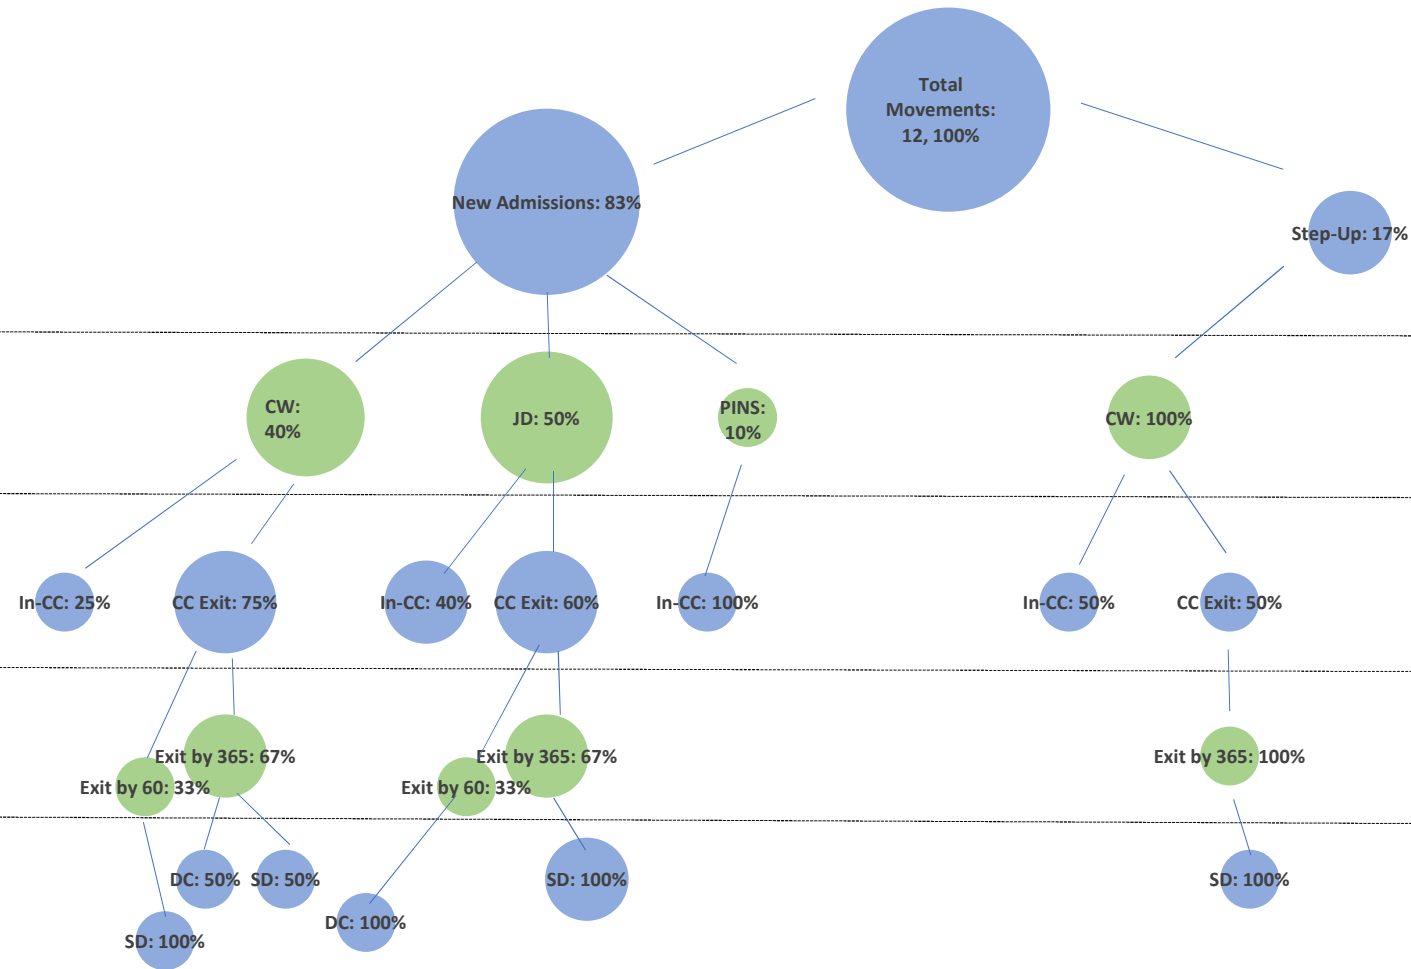 Total
Movements:
12, 100%
New Admissions: 83%
Step-Up: 17%
CW:
40%
JD: 50%
PINS:
10%
CW: 100%
In-CC: 25%
CC Exit: 75%
In-CC: 40%
CC Exit: 60%
In-CC: 100%
In-CC: 50%
CC Exit: 50%
Exit by 365: 67%
Exit by 365: 67%
Exit by 365: 100%
Exit by 60: 33%
Exit by 60: 33%
DC: 50%
SD: 50%
SD: 100%
SD: 100%
DC: 100%
SD: 100%